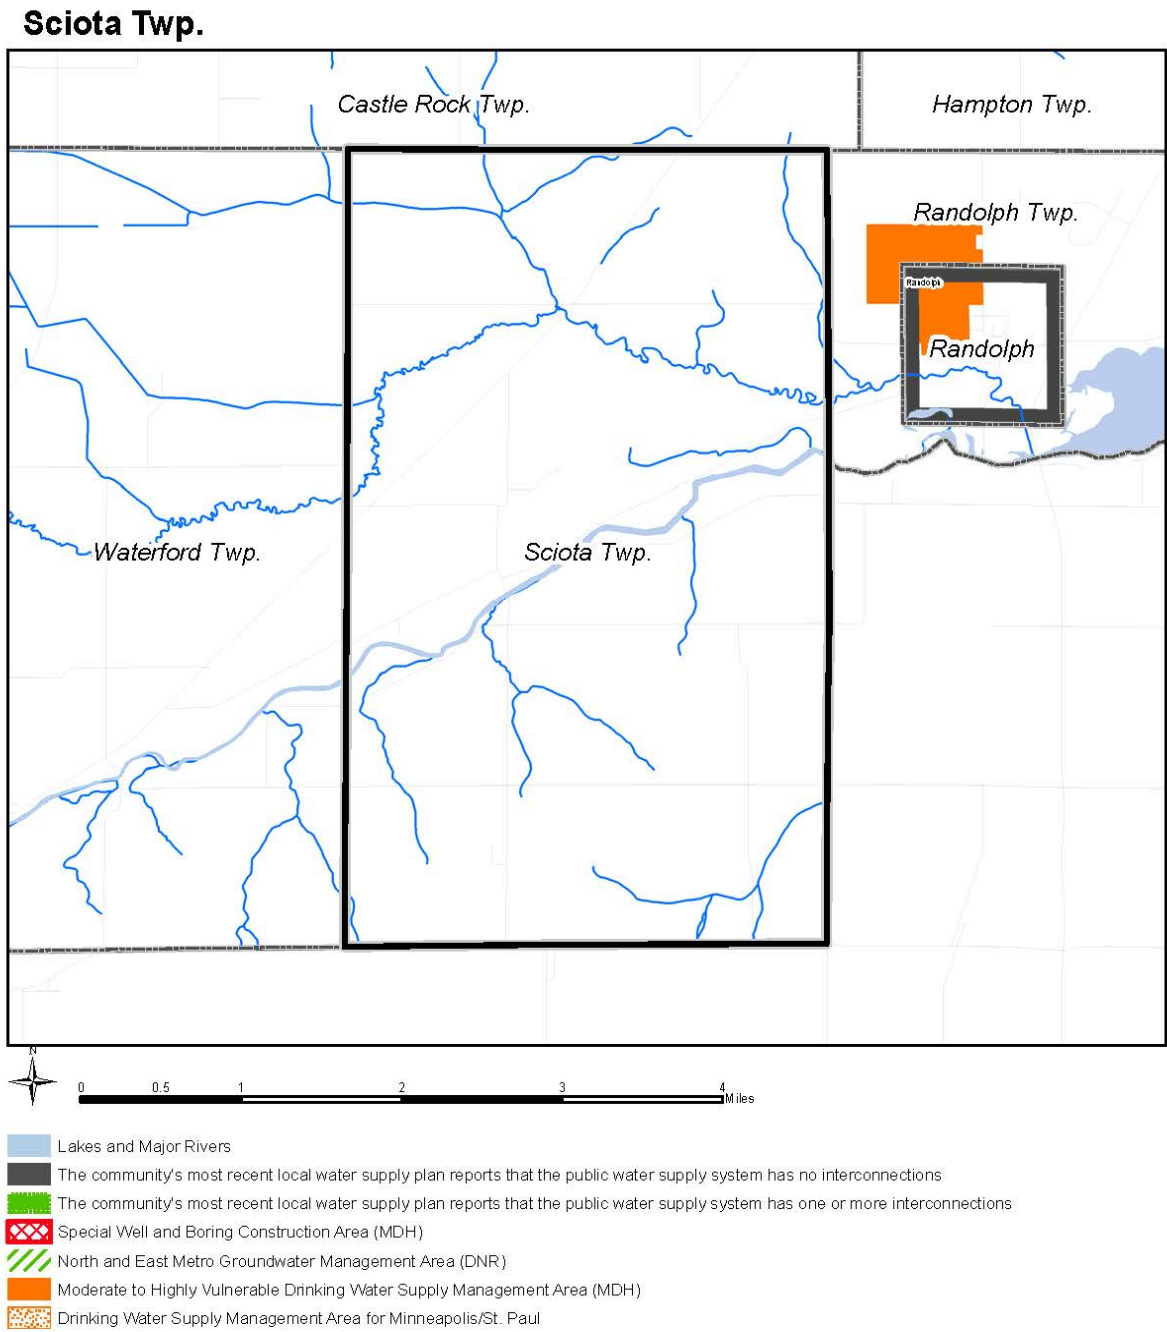 Sciota Twp.
Castle Rock Twp.
Hampton Twp.
Randolph Twp.
Randolph
Randolph
Waterford Twp.
Sciota Twp.
N
0 0.5 1 2 3 4
Miles
Lakes and Major Rivers
The community's most recent local water supply plan reports that the public water supply system has no interconnections
The community's most recent local water supply plan reports that the public water supply system has one or more interconnections
Special Well and Boring Construction Area (MDH)
North and East Metro Groundwater Management Area (DNR)
Moderate to Highly Vulnerable Drinking Water Supply Management Area (MDH)
Drinking Water Supply Management Area for Minneapolis/St. Paul